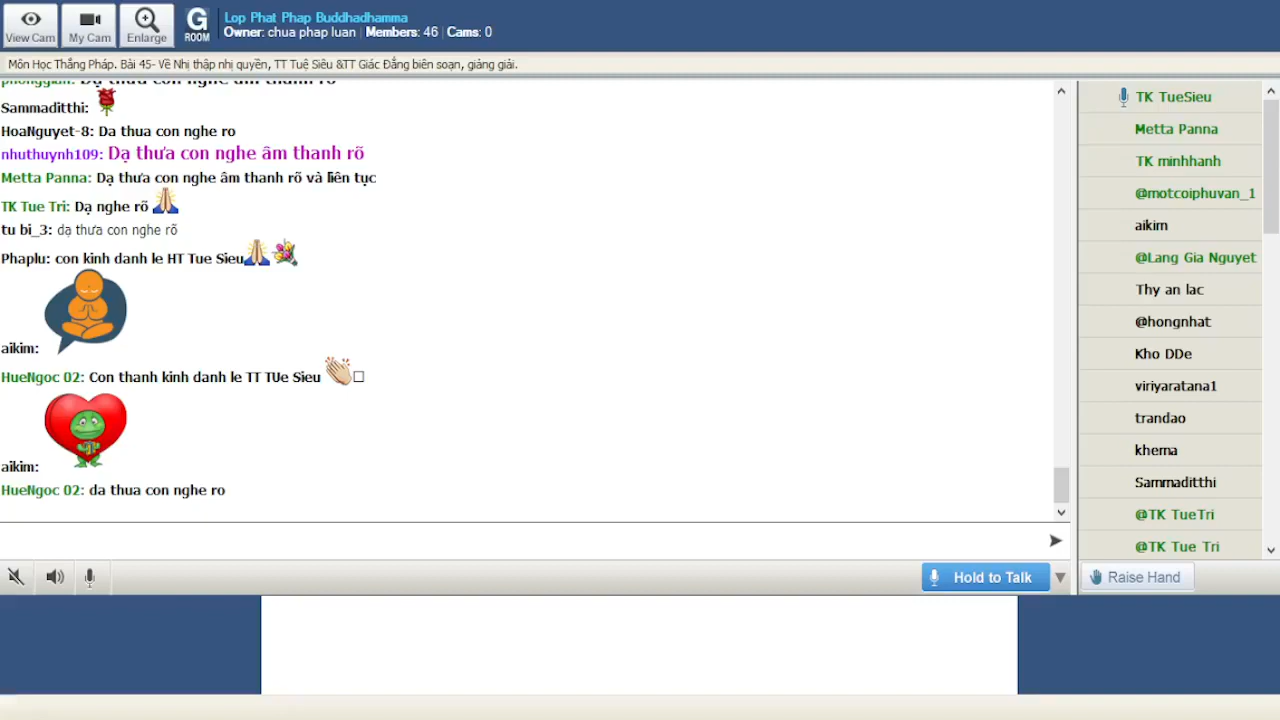 Lop Phat Phap Buddhadhamma
Owner: chua phap luan | Members: 46 | Cams: 0
View Cam
My Cam
Enlarge
G ROOM
Môn Học Thắng Pháp. Bài 45- Về Nhị thập nhị quyền, TT Tuệ Siêu &TT Giác Đẳng biên soạn, giảng giải.
Sammaditthi:
HoaNguyet-8: Da thua con nghe ro
nhuthuynh109: Dạ thưa con nghe âm thanh rõ
Metta Panna: Dạ thưa con nghe âm thanh rõ và liên tục
TK Tue Tri: Dạ nghe rõ
tu bi_3: dạ thưa con nghe rõ
Phaplu: con kinh danh le HT Tue Sieu
aikim:
HueNgoc 02: Con thanh kinh danh le TT TUe Sieu
aikim:
HueNgoc 02: da thua con nghe ro
TK TueSieu
Metta Panna
TK minhhanh
@motcoiphuvan_1
aikim
@Lang Gia Nguyet
Thy an lac
@hongnhat
Kho DDe
viriyaratana1
trandao
khema
Sammaditthi
@TK TueTri
@TK Tue Tri
Hold to Talk
Raise Hand